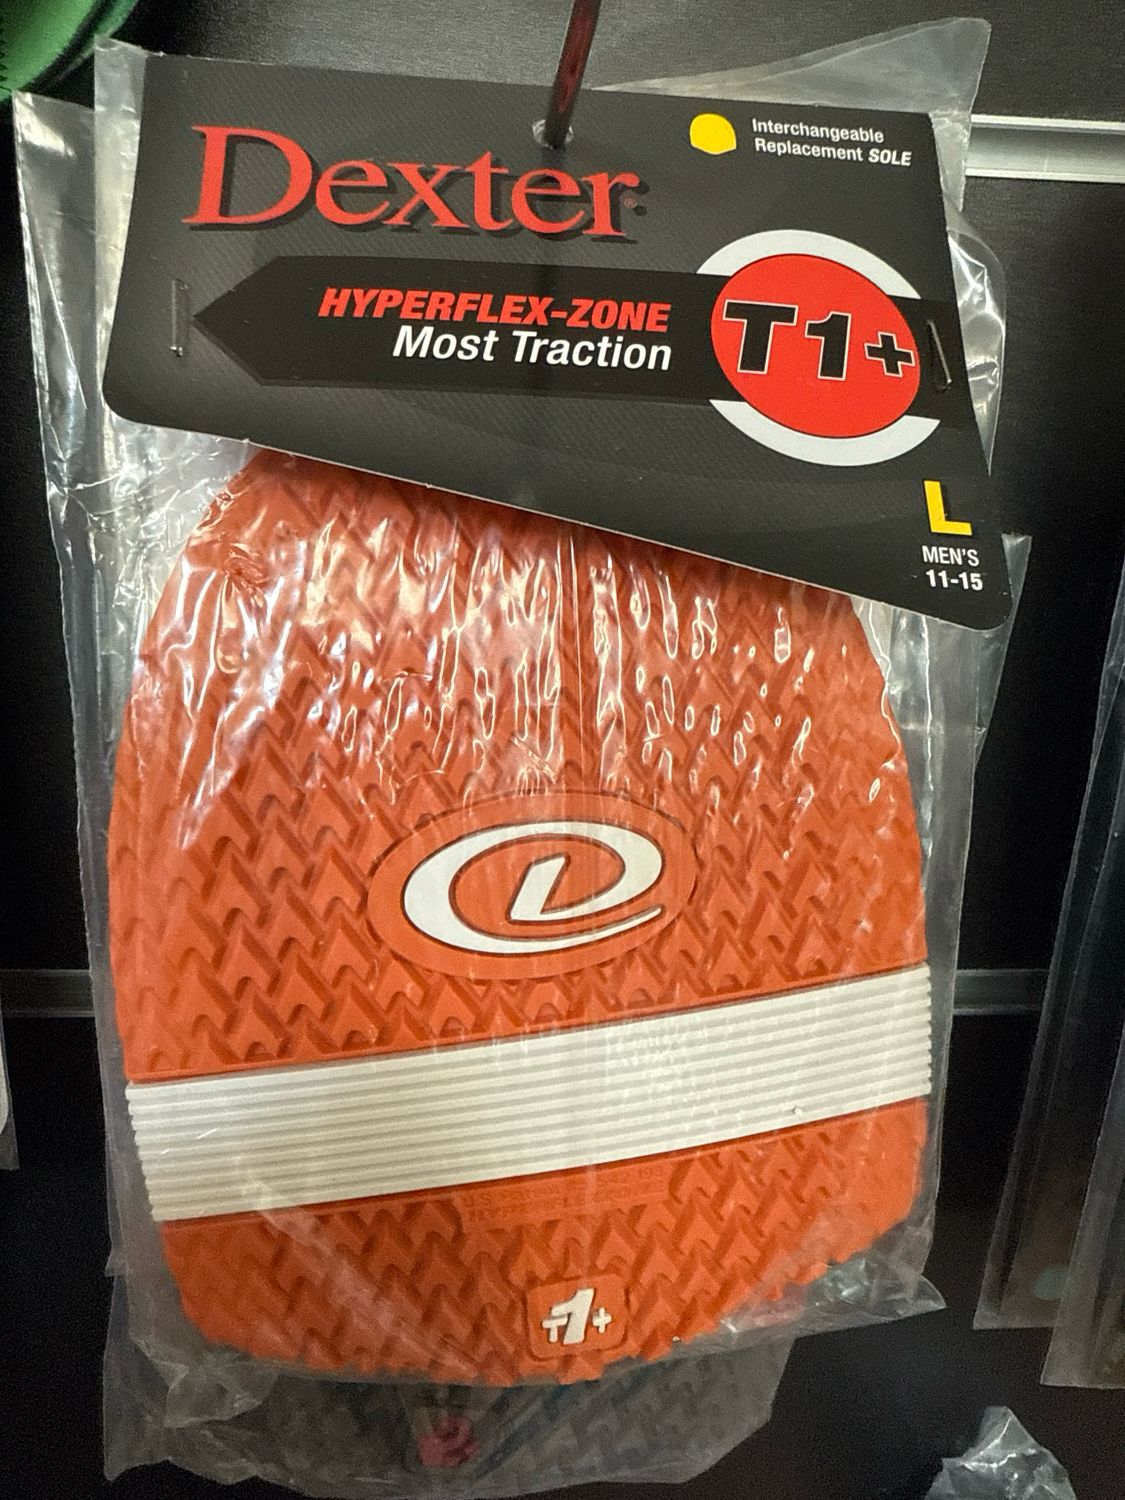 Dexter
Interchangeable
Replacement SOLE
HYPERFLEX-ZONE
Most Traction
T1+
L
MEN'S
11-15
D
T1+